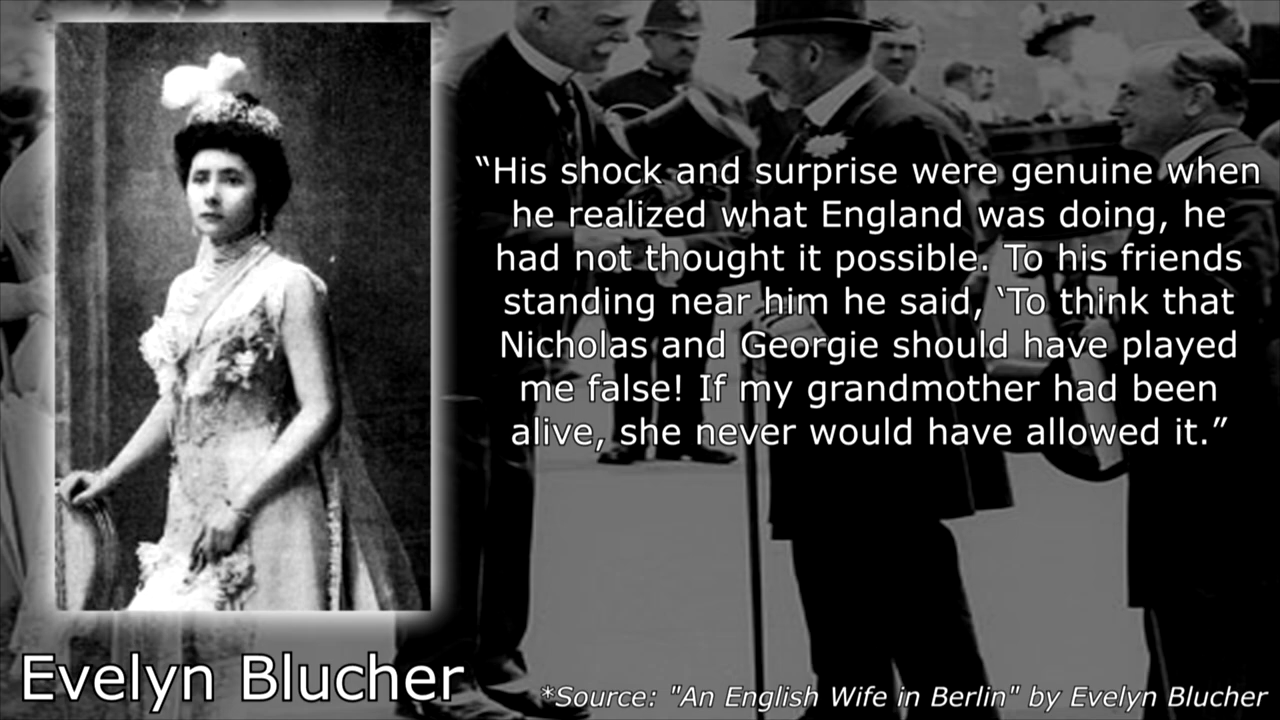 “His shock and surprise were genuine when
he realized what England was doing, he
had not thought it possible. To his friends
standing near him he said, ‘To think that
Nicholas and Georgie should have played
me false! If my grandmother had been
alive, she never would have allowed it.”
Evelyn Blucher
*Source: "An English Wife in Berlin" by Evelyn Blucher